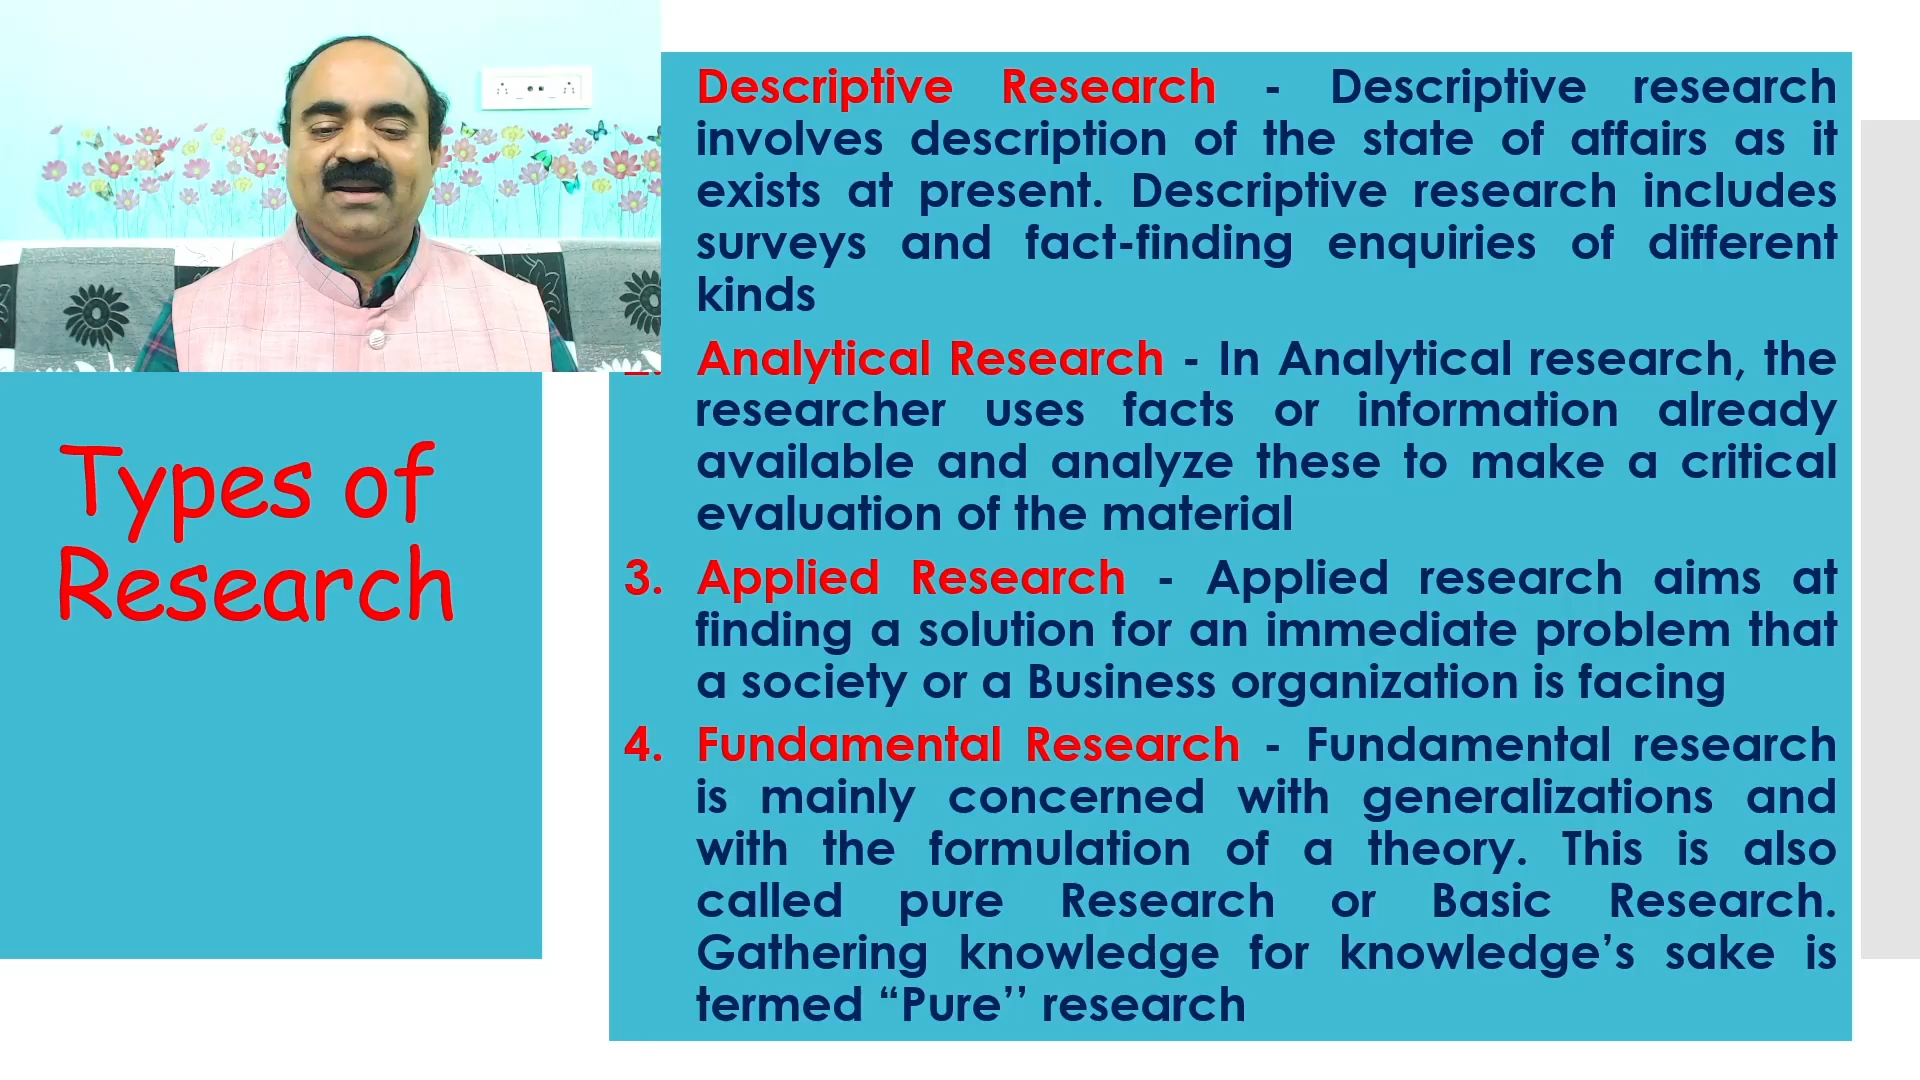 Types of
Research
Descriptive Research - Descriptive research
involves description of the state of affairs as it
exists at present. Descriptive research includes
surveys and fact-finding enquiries of different
kinds
Analytical Research - In Analytical research, the
researcher uses facts or information already
available and analyze these to make a critical
evaluation of the material
3. Applied Research - Applied research aims at
finding a solution for an immediate problem that
a society or a Business organization is facing
4. Fundamental Research - Fundamental research
is mainly concerned with generalizations and
with the formulation of a theory. This is also
called pure Research or Basic Research.
Gathering knowledge for knowledge’s sake is
termed “Pure’’ research